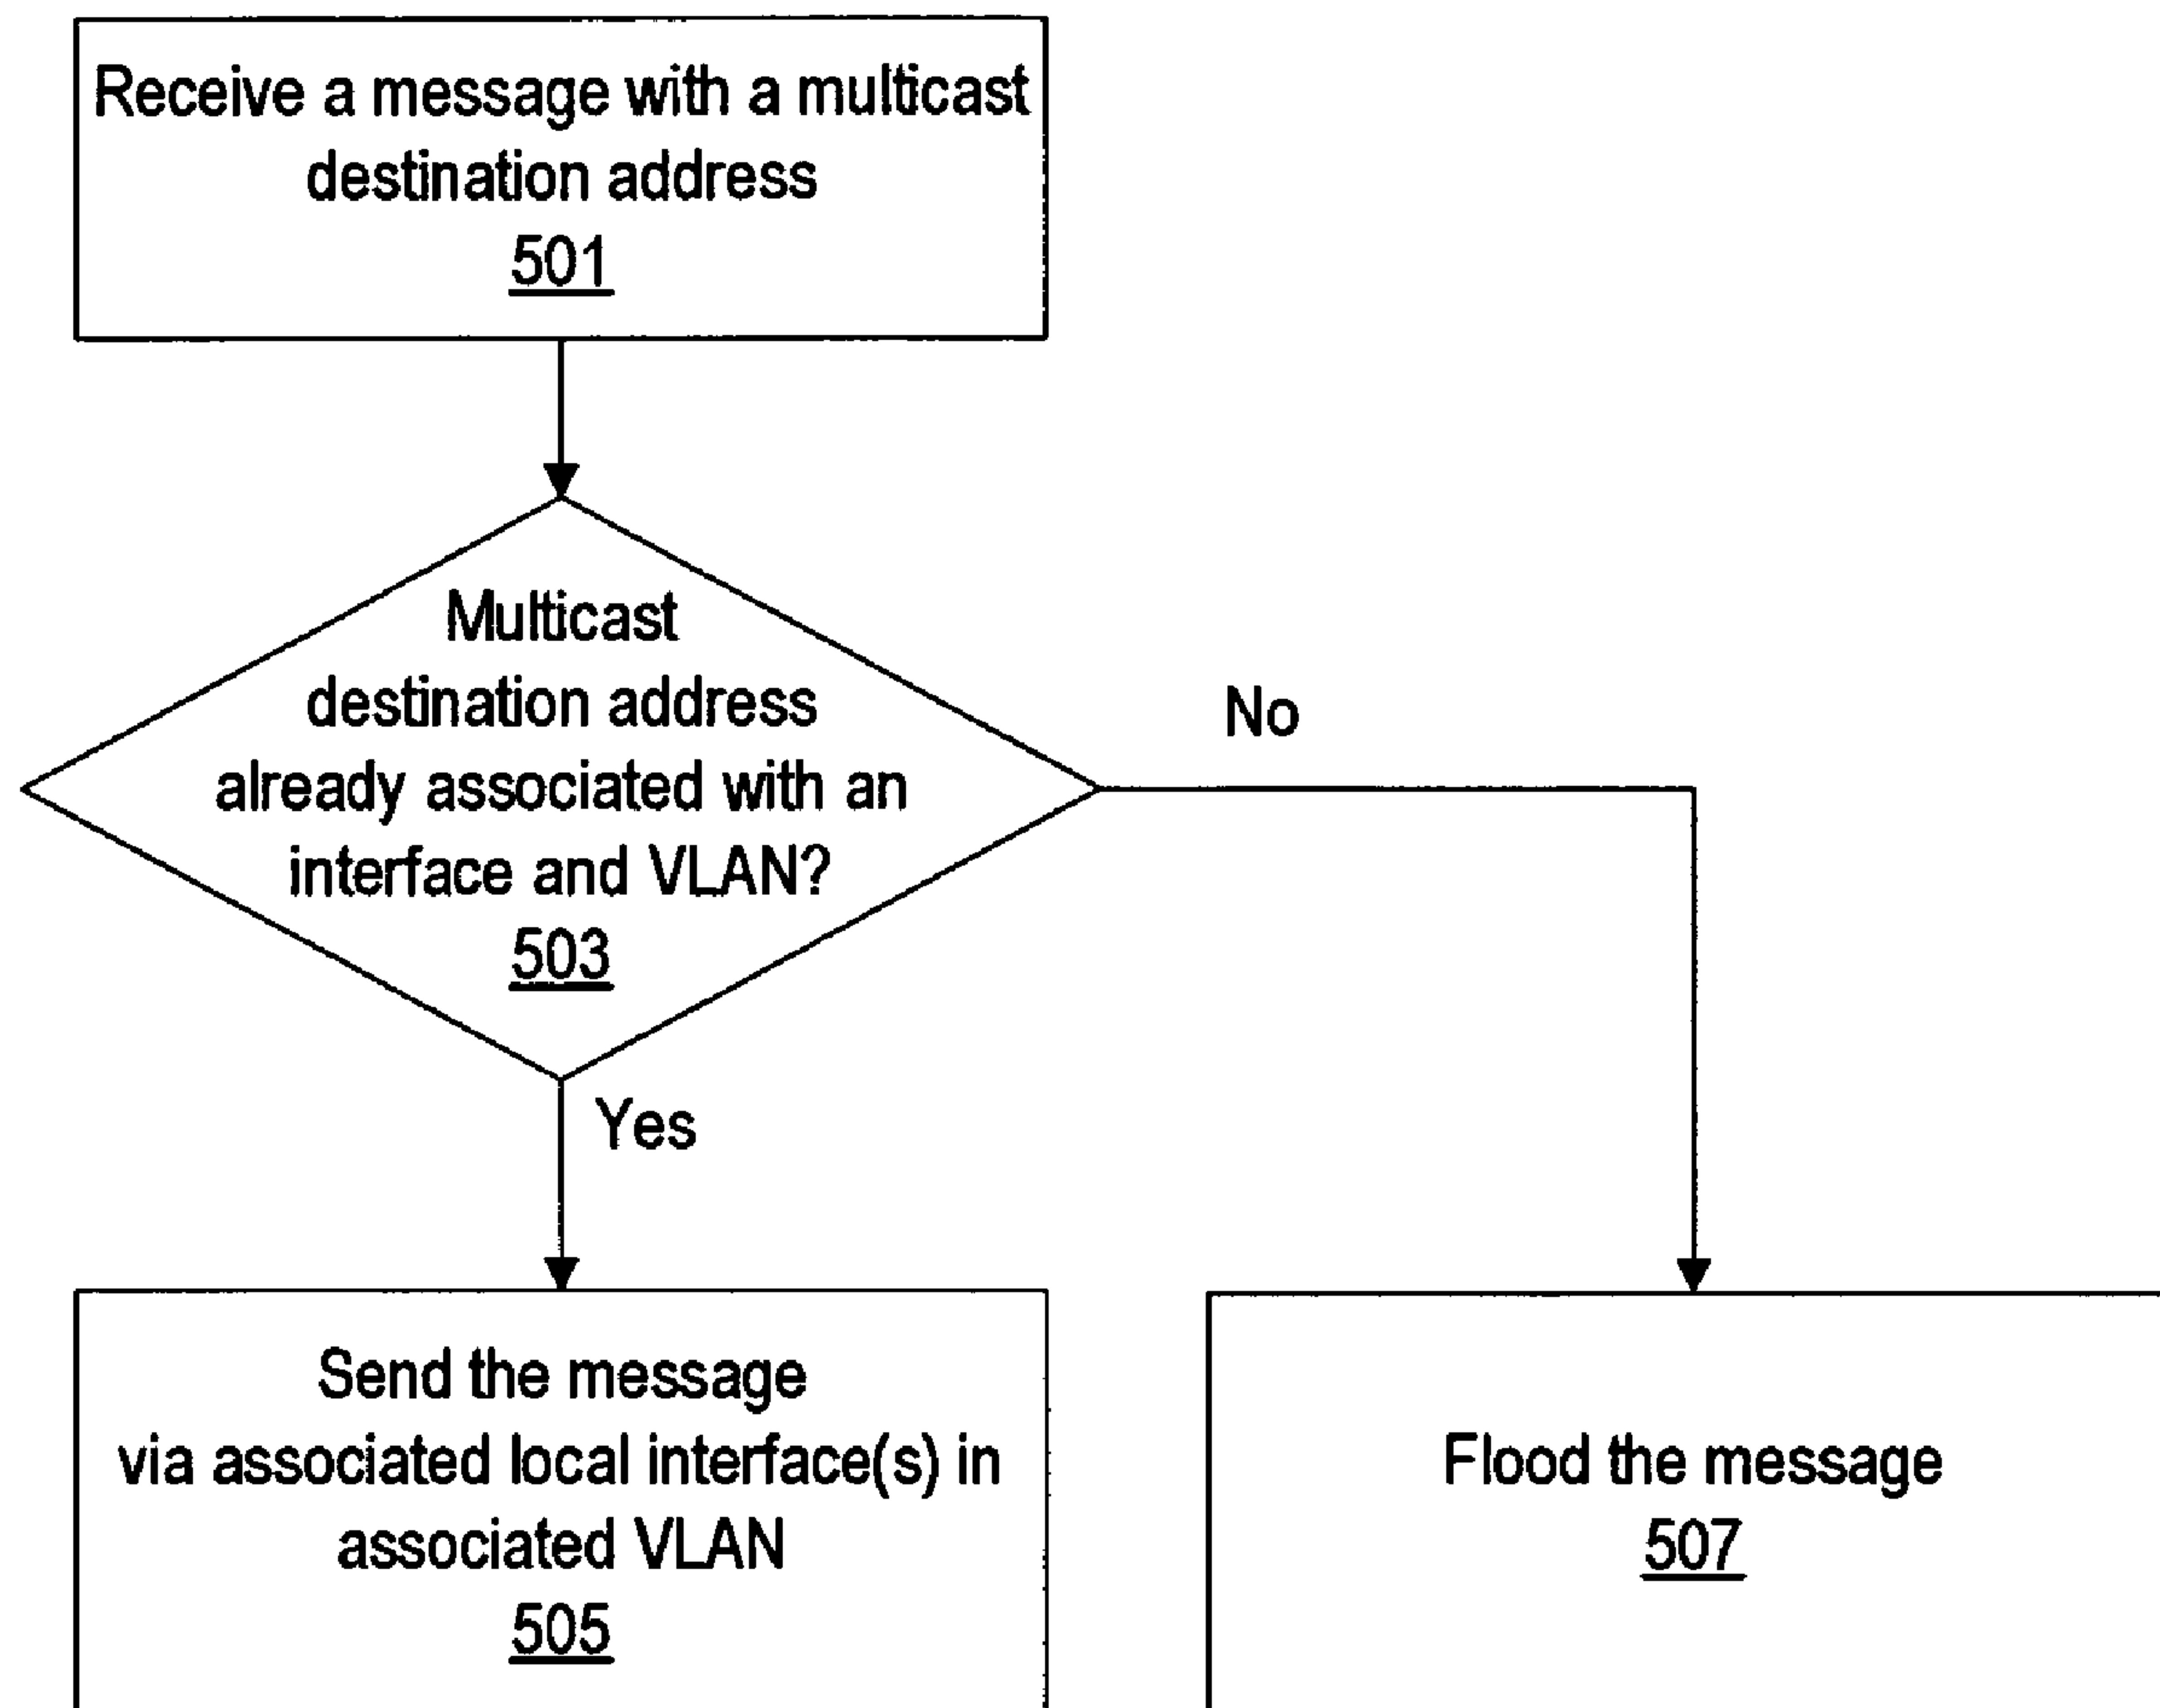 Receive a message with a multicast
destination address
501
Multicast
destination address
already associated with an
interface and VLAN?
503
No
Yes
Send the message
via associated local interface(s) in
associated VLAN
505
Flood the message
507